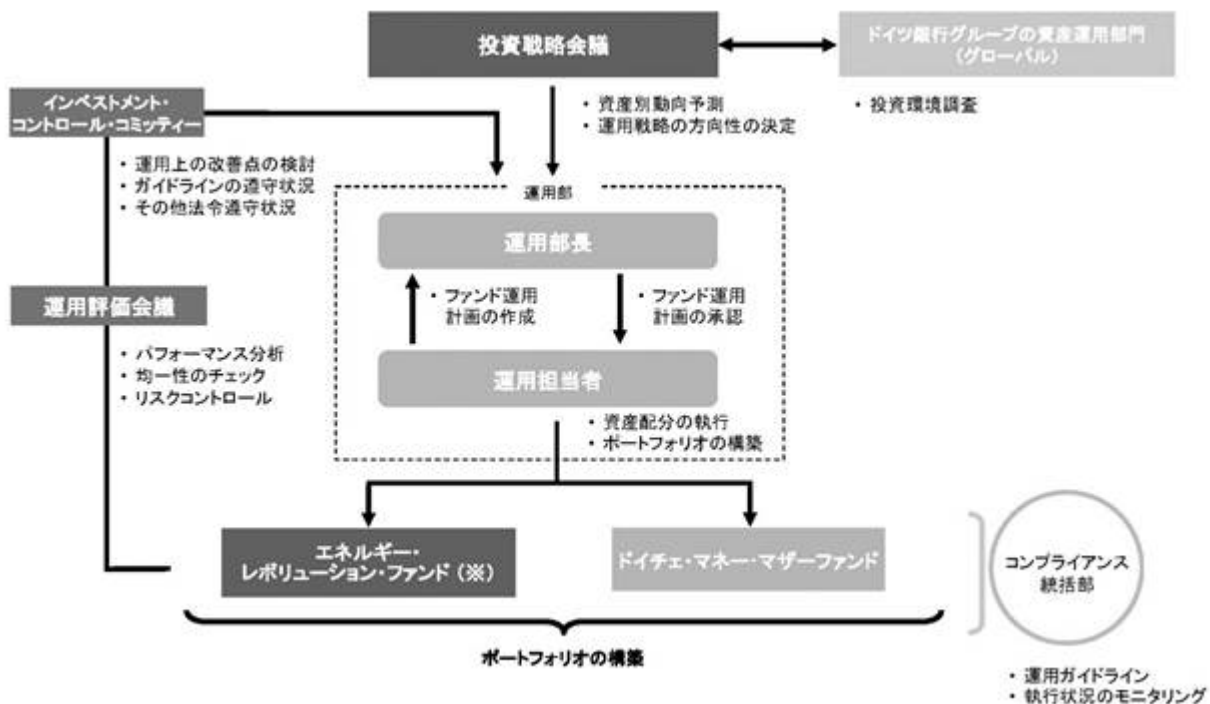 投資戦略会議
ドイツ銀行グループの資産運用部門
(グローバル)
・投資環境調査
・資産別動向予測
・運用戦略の方向性の決定
インベストメント・
コントロール・コミッティー
・運用上の改善点の検討
・ガイドラインの遵守状況
・その他法令遵守状況
運用部
運用部長
・ファンド運用
計画の作成
・ファンド運用
計画の承認
運用評価会議
・パフォーマンス分析
・均一性のチェック
・リスクコントロール
運用担当者
・資産配分の執行
・ポートフォリオの構築
エネルギー・
レボリューション・ファンド(※)
ドイチェ・マネー・マザーファンド
コンプライアンス
統括部
ポートフォリオの構築
・運用ガイドライン
・執行状況のモニタリング